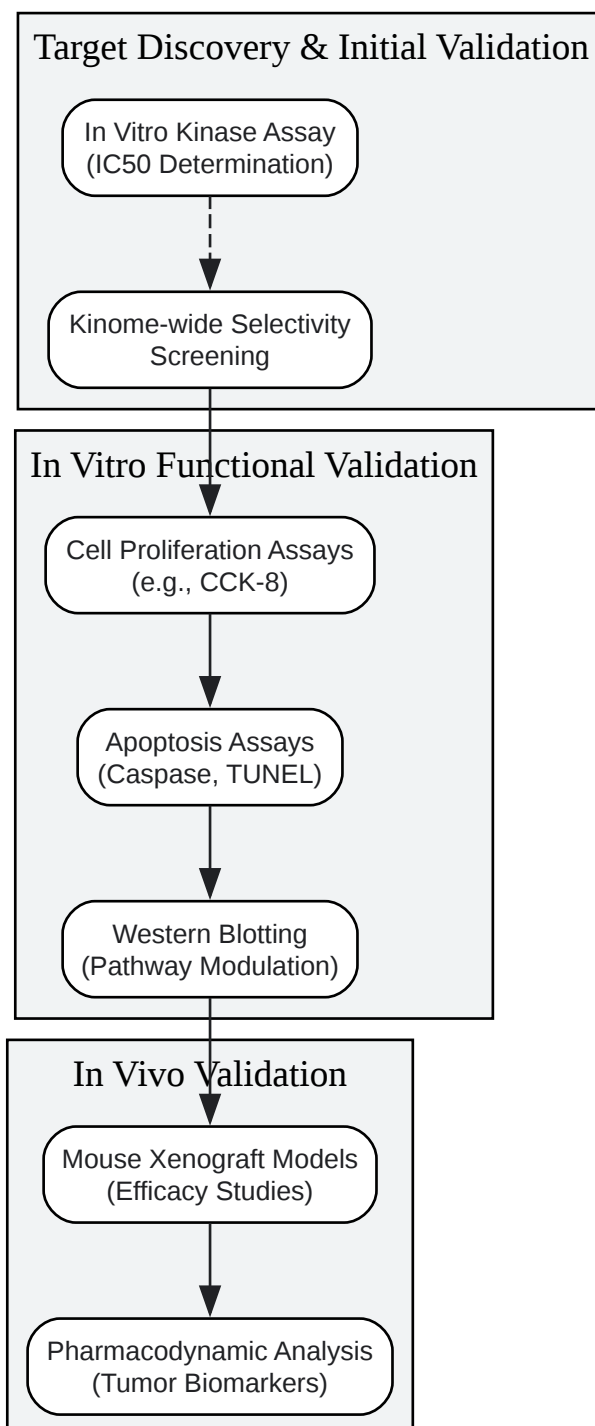 Target Discovery & Initial Validation
In Vitro Kinase Assay
(IC50 Determination)
Kinome-wide Selectivity
Screening
In Vitro Functional Validation
Cell Proliferation Assays
(e.g., CCK-8)
Apoptosis Assays
(Caspase, TUNEL)
Western Blotting
(Pathway Modulation)
In Vivo Validation
Mouse Xenograft Models
(Efficacy Studies)
Pharmacodynamic Analysis
(Tumor Biomarkers)